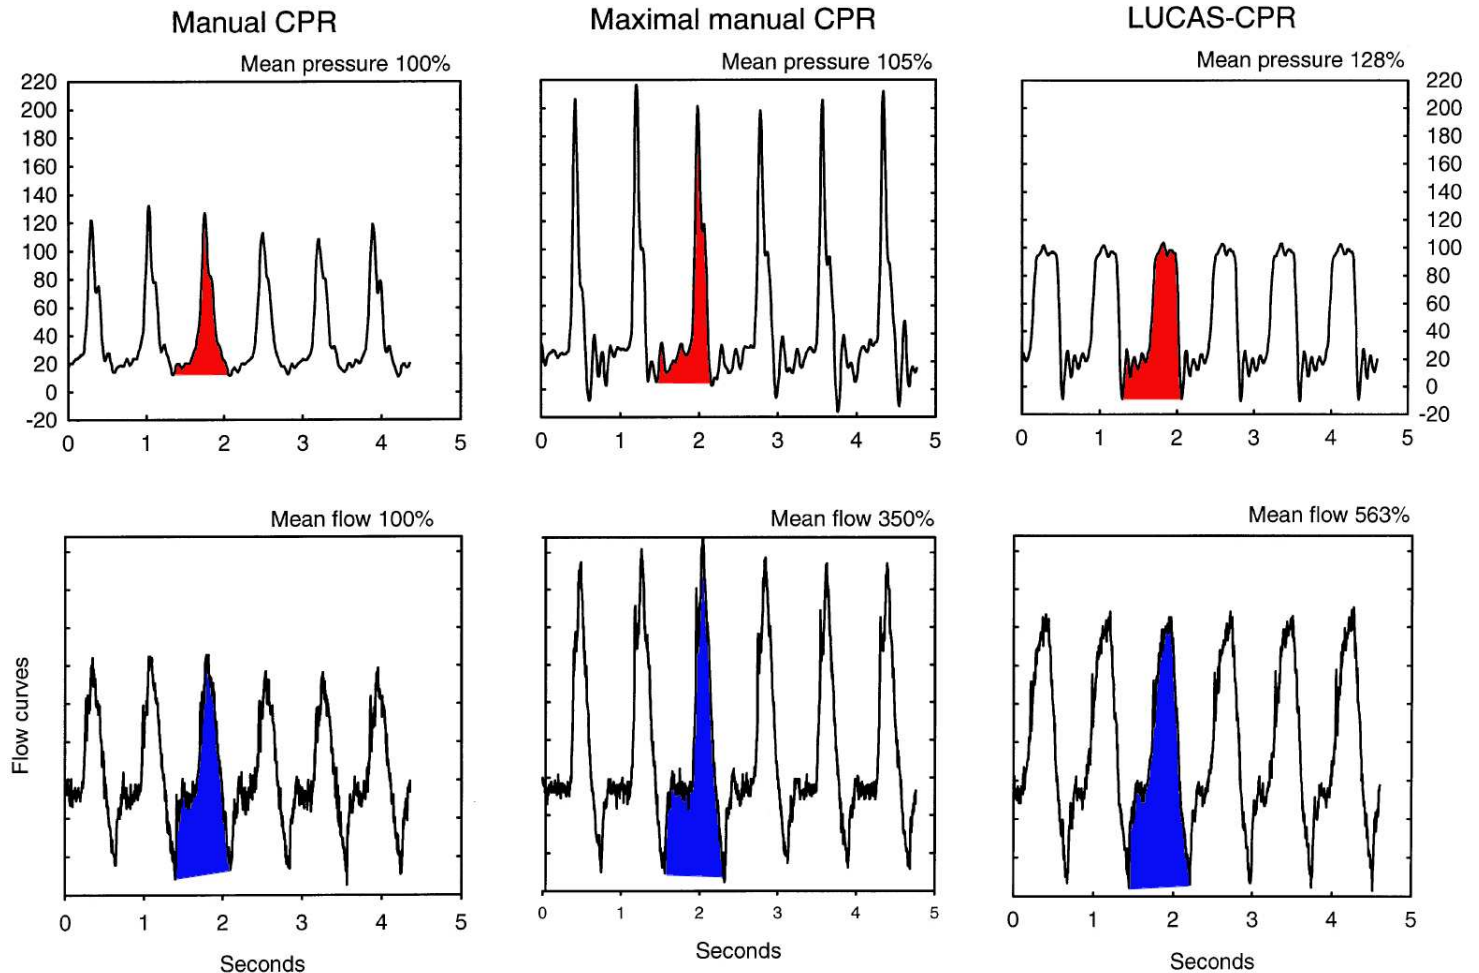 Manual CPR
Maximal manual CPR
LUCAS-CPR
Mean pressure 100%
Mean pressure 105%
Mean pressure 128%
220
200
180
160
140
120
100
80
60
40
20
0
-20
220
200
180
160
140
120
100
80
60
40
20
0
-20
0 1 2 3 4 5
0 1 2 3 4 5
0 1 2 3 4 5
Mean flow 100%
Mean flow 350%
Mean flow 563%
Flow curves
0 1 2 3 4 5
0 1 2 3 4 5
0 1 2 3 4 5
Seconds
Seconds
Seconds